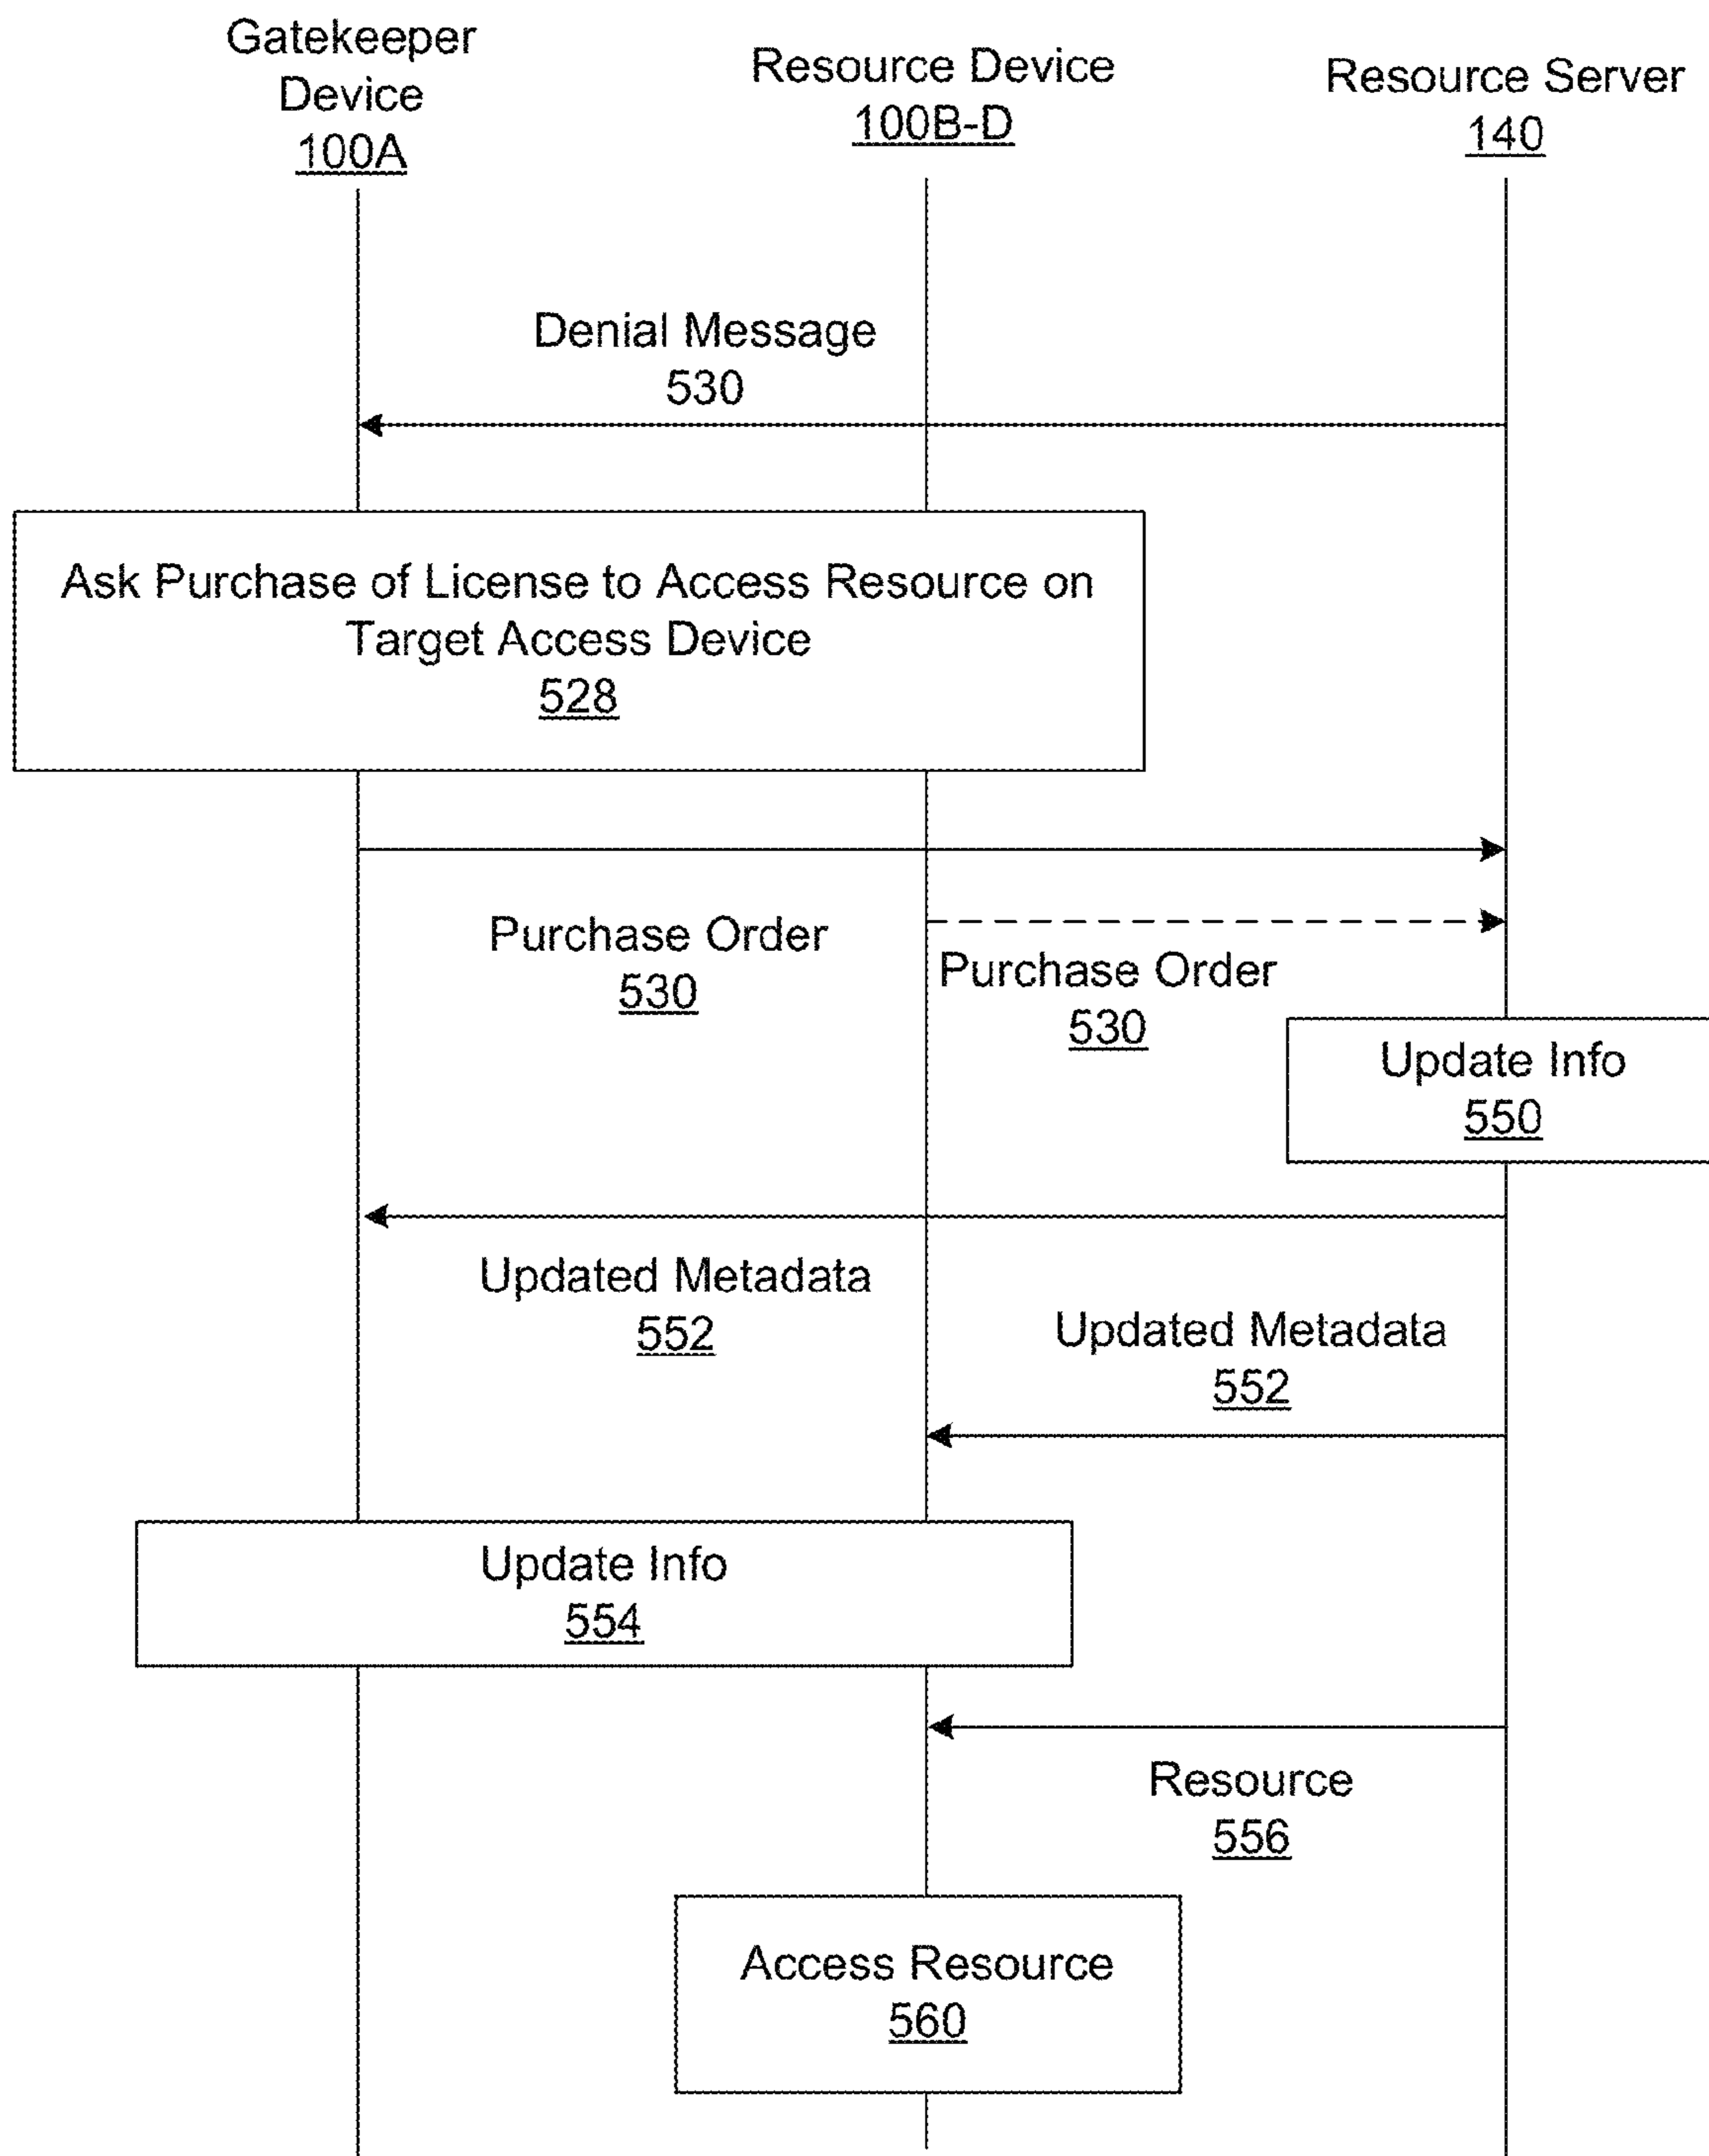 Gatekeeper
Device
100A
Resource Device
100B-D
Resource Server
140
Denial Message
530
Ask Purchase of License to Access Resource on
Target Access Device
528
Purchase Order
530
Purchase Order
530
Update Info
550
Updated Metadata
552
Updated Metadata
552
Update Info
554
Resource
556
Access Resource
560